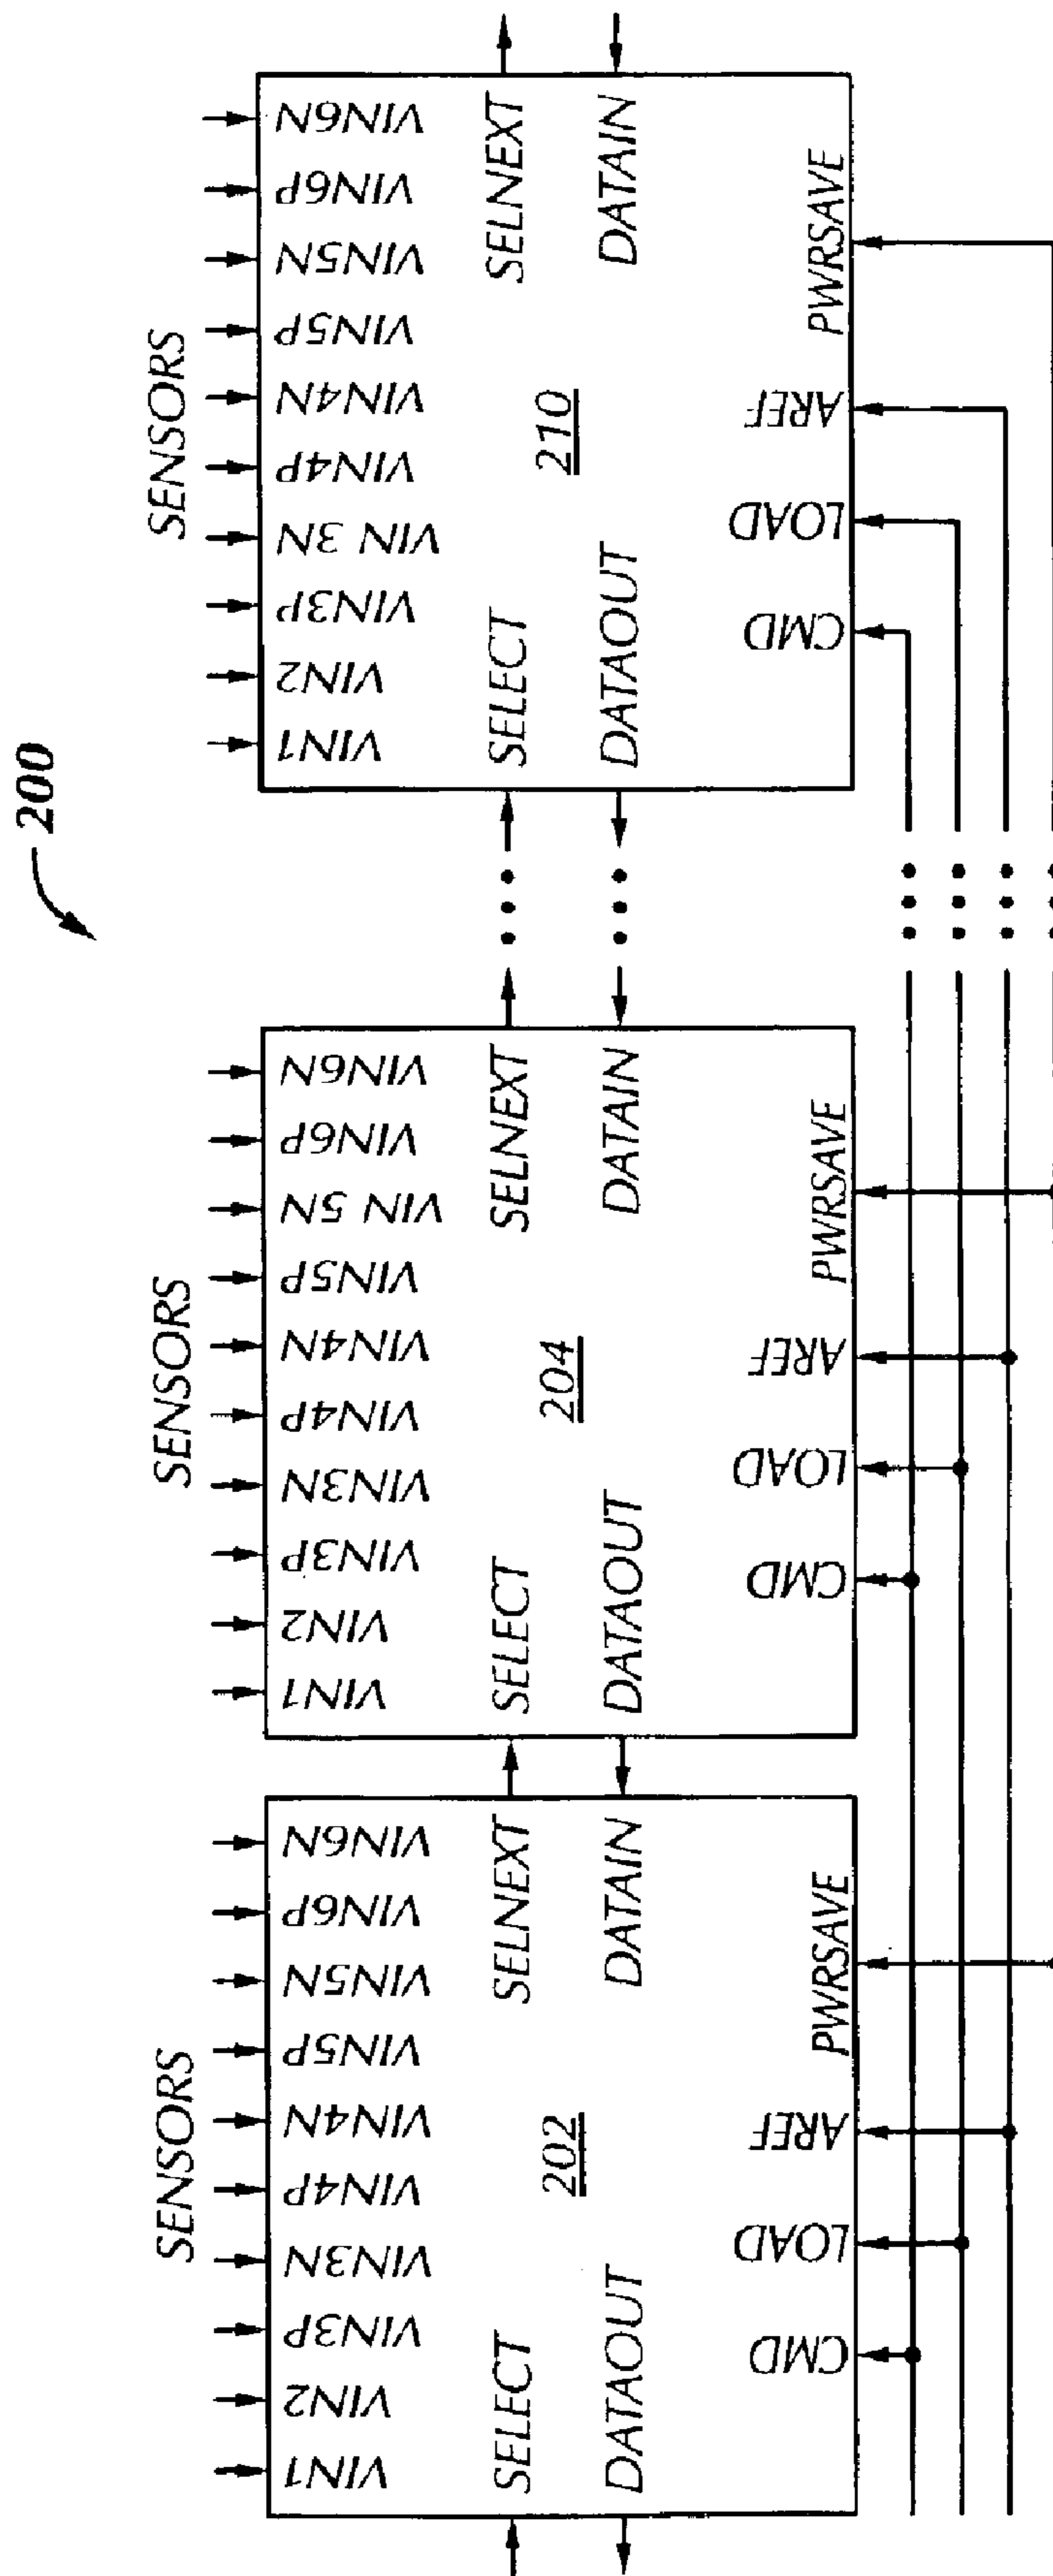 200
SENSORS
VIN1
VIN2
VIN3P
VIN3N
VIN4P
VIN4N
VIN5P
VIN5N
VIN6P
VIN6N
SELECT
SELNEXT
202
DATAOUT
DATAIN
CMD
LOAD
AREF
PWRSAVE
SENSORS
VIN1
VIN2
VIN3P
VIN3N
VIN4P
VIN4N
VIN5P
VIN 5N
VIN6P
VIN6N
SELECT
SELNEXT
204
DATAOUT
DATAIN
CMD
LOAD
AREF
PWRSAVE
SENSORS
VIN1
VIN2
VIN3P
VIN 3N
VIN4P
VIN4N
VIN5P
VIN5N
VIN6P
VIN6N
SELECT
SELNEXT
210
DATAOUT
DATAIN
CMD
LOAD
AREF
PWRSAVE